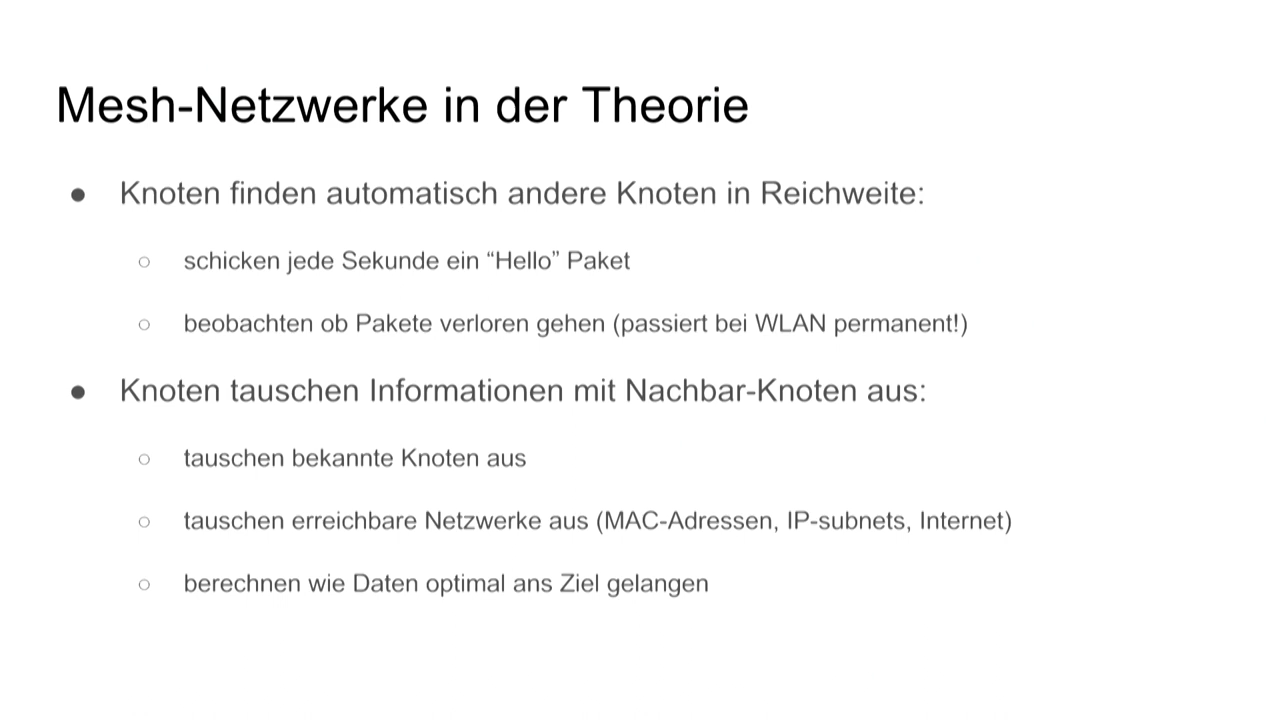 Mesh-Netzwerke in der Theorie
● Knoten finden automatisch andere Knoten in Reichweite:
○ schicken jede Sekunde ein “Hello” Paket
○ beobachten ob Pakete verloren gehen (passiert bei WLAN permanent!)
● Knoten tauschen Informationen mit Nachbar-Knoten aus:
○ tauschen bekannte Knoten aus
○ tauschen erreichbare Netzwerke aus (MAC-Adressen, IP-subnets, Internet)
○ berechnen wie Daten optimal ans Ziel gelangen